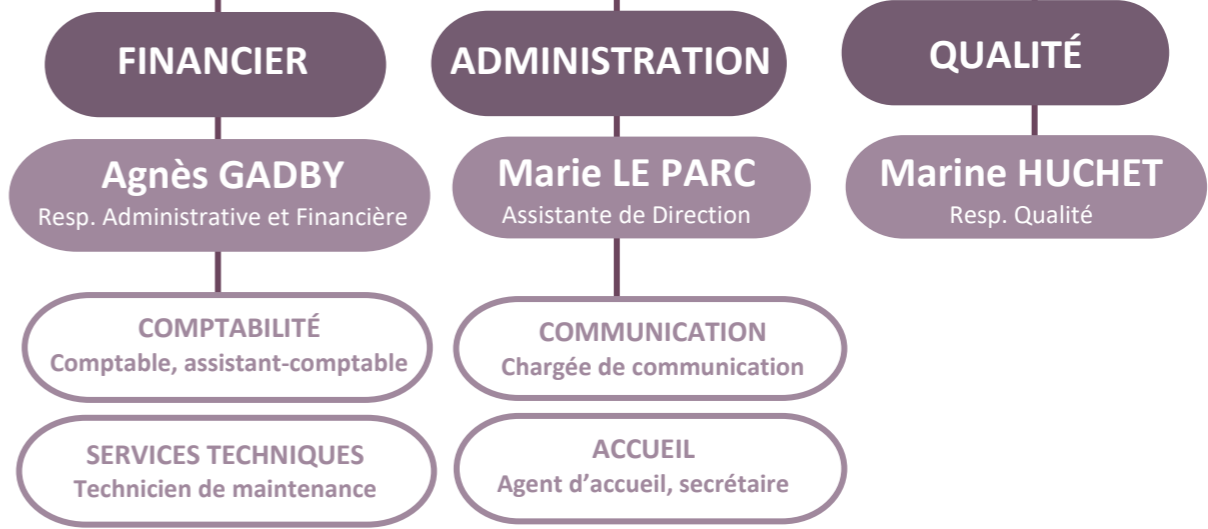 FINANCIER
Agnès GADBY
Resp. Administrative et Financière
COMPTABILITÉ
Comptable, assistant-comptable
SERVICES TECHNIQUES
Technicien de maintenance
ADMINISTRATION
Marie LE PARC
Assistante de Direction
COMMUNICATION
Chargée de communication
ACCUEIL
Agent d’accueil, secrétaire
QUALITÉ
Marine HUCHET
Resp. Qualité